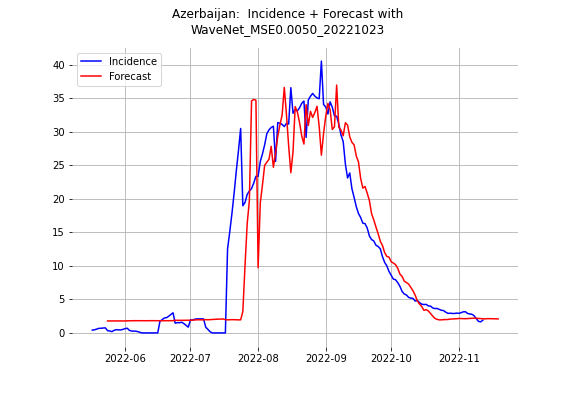 Azerbaijan:  Incidence + Forecast with
WaveNet_MSE0.0050_20221023
Incidence
Forecast
40
35
30
25
20
15
10
5
0
2022-06 2022-07 2022-08 2022-09 2022-10 2022-11